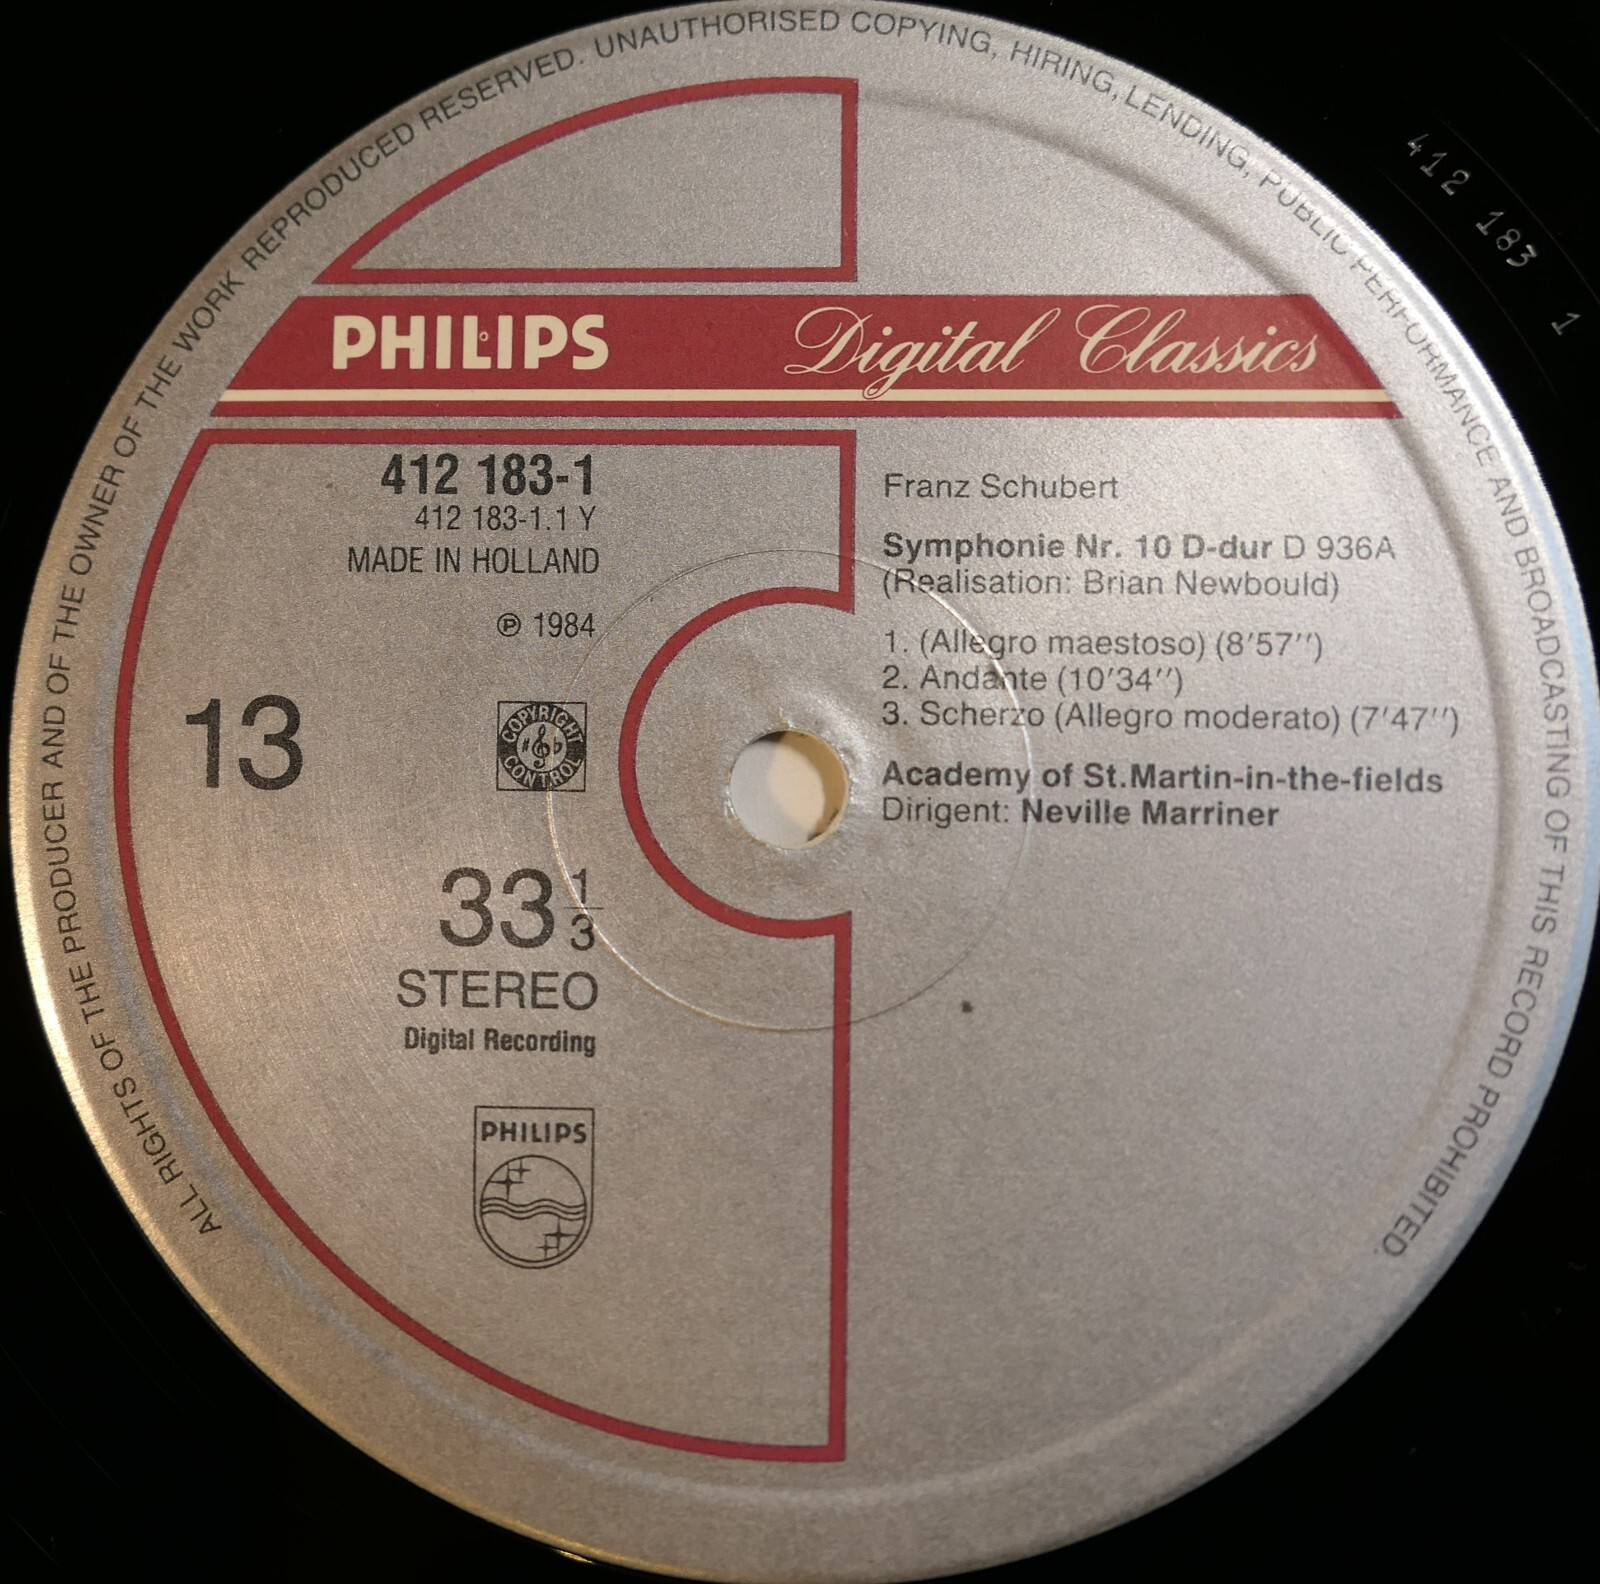 ALL RIGHTS OF THE PRODUCER AND OF THE OWNER OF THE WORK REPRODUCED RESERVED. UNAUTHORISED COPYING, HIRING, LENDING, PUBLIC PERFORMANCE AND BROADCASTING OF THIS RECORD PROHIBITED.
412 183 1
PHILIPS Digital Classics
412 183-1
412 183-1.1 Y
MADE IN HOLLAND
℗ 1984
13
COPYRIGHT
CONTROL
33 1/3
STEREO
Digital Recording
PHILIPS
Franz Schubert
Symphonie Nr. 10 D-dur D 936A
(Realisation: Brian Newbould)
1. (Allegro maestoso) (8'57'')
2. Andante (10'34'')
3. Scherzo (Allegro moderato) (7'47'')
Academy of St.Martin-in-the-fields
Dirigent: Neville Marriner